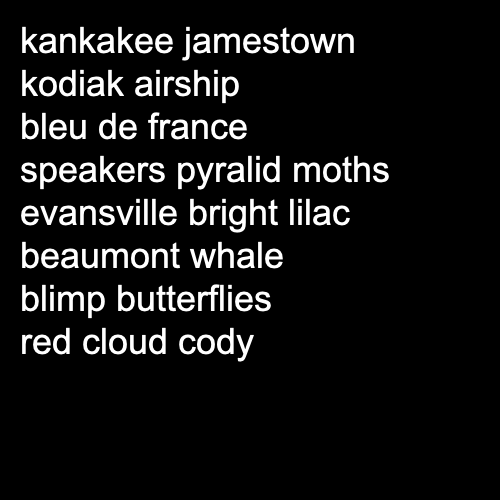 kankakee jamestown
kodiak airship
bleu de france
speakers pyralid moths
evansville bright lilac
beaumont whale
blimp butterflies
red cloud cody